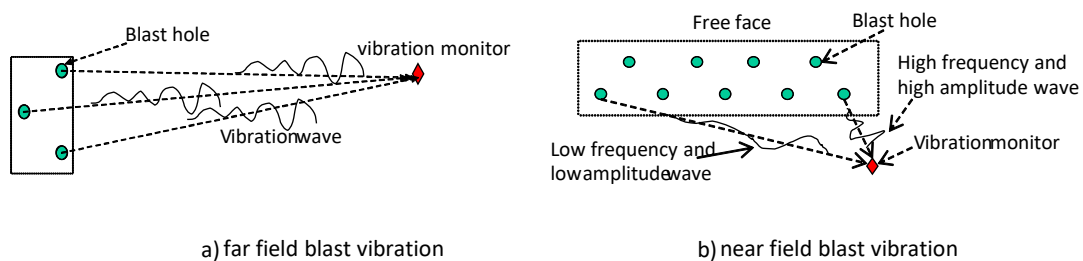 Blast hole
vibration monitor
Vibrationwave
a) far field blast vibration
Free face
Blast hole
High frequency and
high amplitude wave
Vibrationmonitor
Low frequency and
lowamplitudewave
b) near field blast vibration